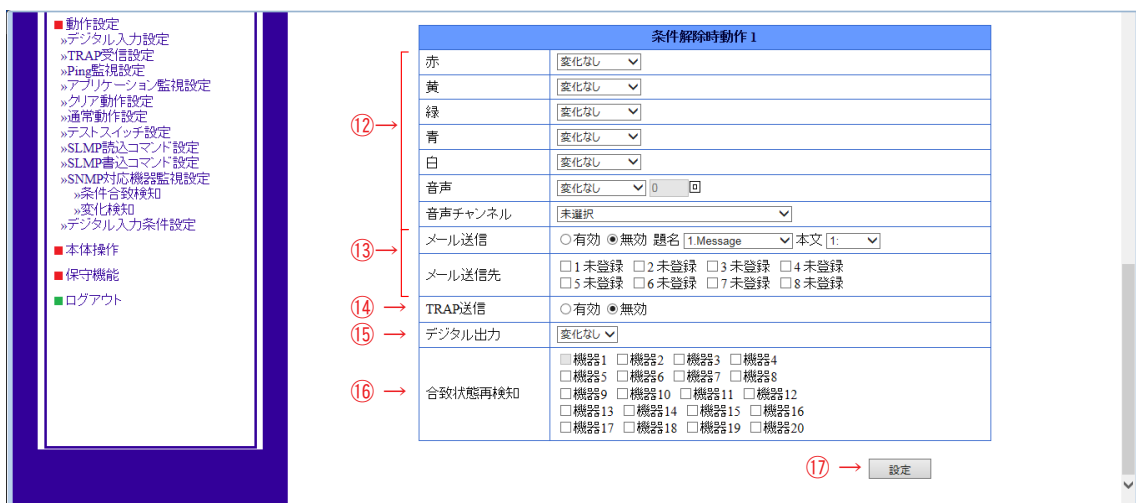 ■動作設定
»デジタル入力設定
»TRAP受信設定
»Ping監視設定
»アプリケーション監視設定
»クリア動作設定
»通常動作設定
»テストスイッチ設定
»SLMP読込コマンド設定
»SLMP書込コマンド設定
»SNMP対応機器監視設定
»条件合致検知
»変化検知
»デジタル入力条件設定
■本体操作
■保守機能
■ログアウト
条件解除時動作 1
⑫→
赤 変化なし
黄 変化なし
緑 変化なし
青 変化なし
白 変化なし
音声 変化なし 0 回
音声チャンネル 未選択
⑬→
メール送信 ○有効 ◉無効 題名 1.Message 本文 1:
メール送信先 □1 未登録 □2 未登録 □3 未登録 □4 未登録
□5 未登録 □6 未登録 □7 未登録 □8 未登録
⑭ → TRAP送信 ○有効 ◉無効
⑮ → デジタル出力 変化なし
⑯ → 合致状態再検知
□機器1 □機器2 □機器3 □機器4
□機器5 □機器6 □機器7 □機器8
□機器9 □機器10 □機器11 □機器12
□機器13 □機器14 □機器15 □機器16
□機器17 □機器18 □機器19 □機器20
⑰ → 設定